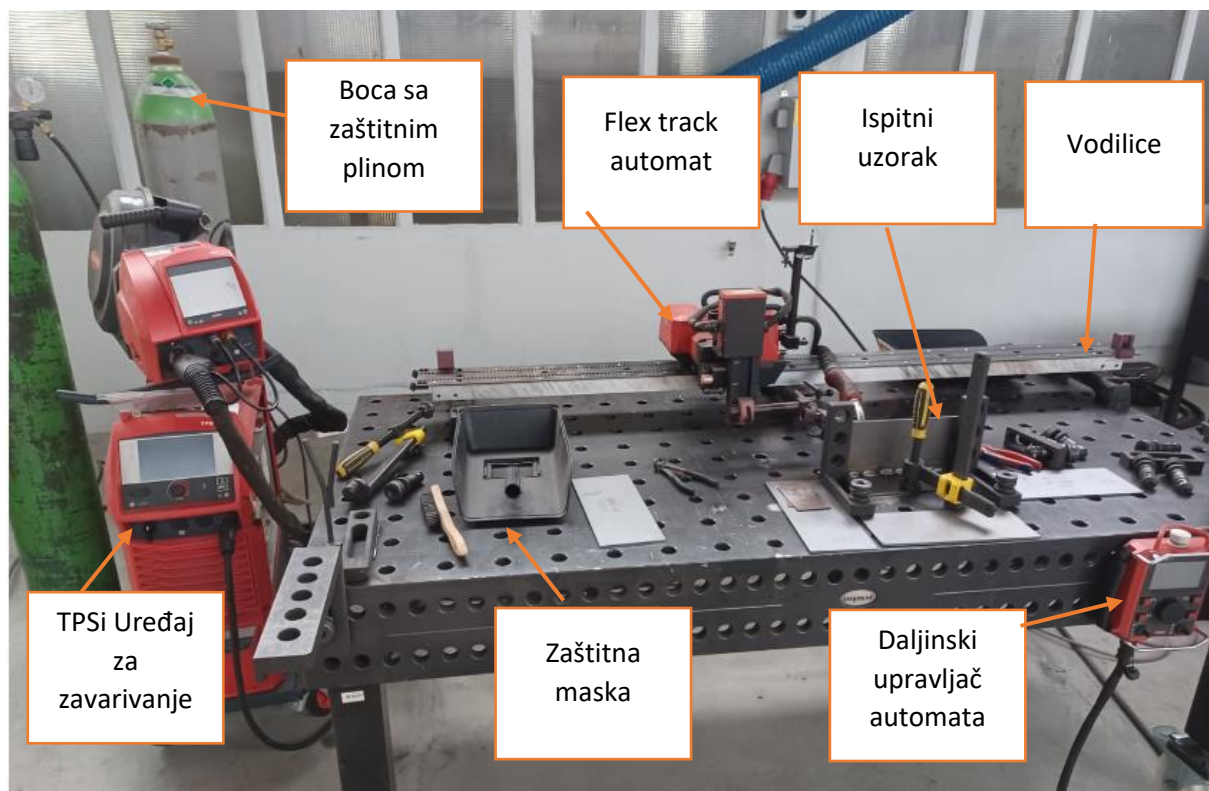 Boca sa
zaštitnim
plinom
Flex track
automat
Ispitni
uzorak
Vodilice
TPSi Uređaj
za
zavarivanje
Zaštitna
maska
Daljinski
upravljač
automata